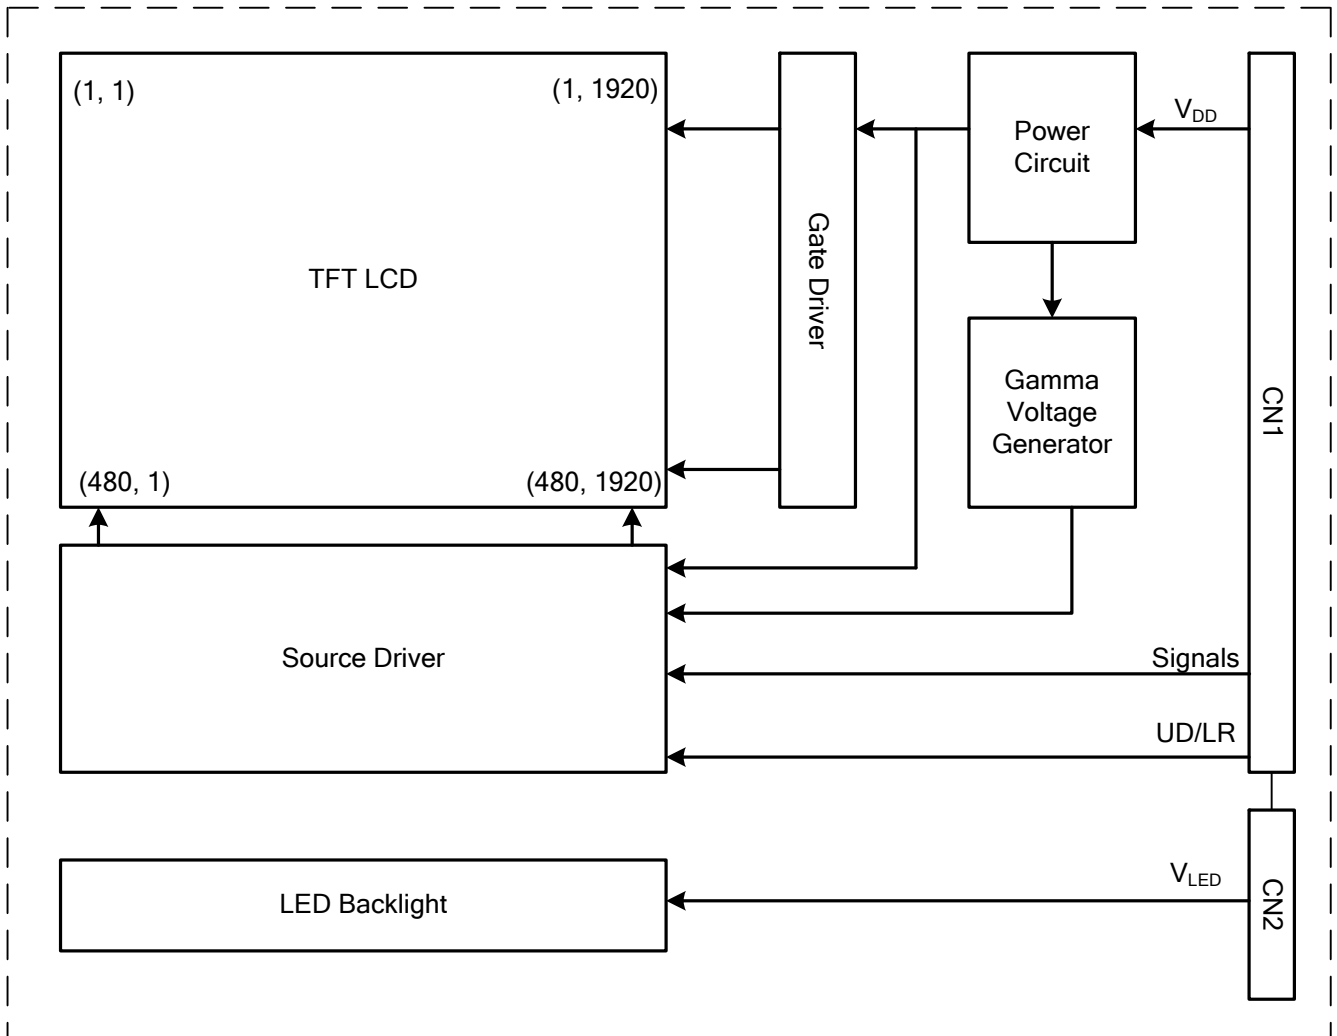 (1, 1)
(1, 1920)
TFT LCD
(480, 1)
(480, 1920)
Gate Driver
Power
Circuit
V_DD
Gamma
Voltage
Generator
CN1
Source Driver
Signals
UD/LR
LED Backlight
V_LED
CN2